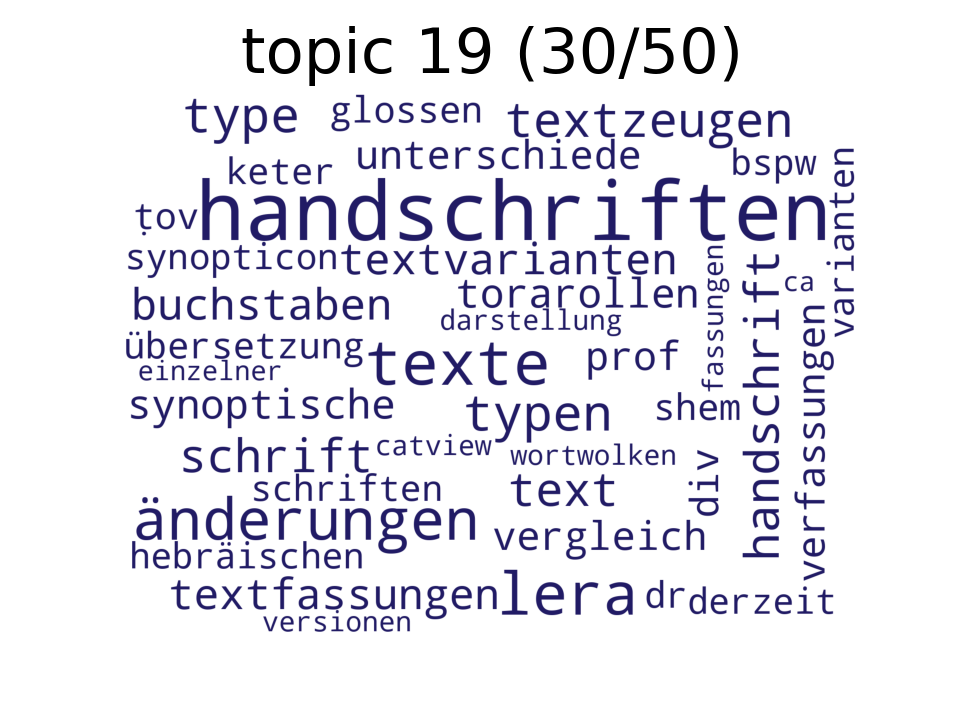 topic 19 (30/50)
type glossen textzeugen
keter unterschiede bspw varianten
ṭov handschriften
synopticon textvarianten fassungen handschrift ca
buchstaben torarollen
darstellung verfassungen
übersetzung texte prof
einzelner
synoptische typen shem
schrift catview wortwolken div
schriften text
änderungen vergleich
hebräischen
textfassungen lera dr derzeit
versionen